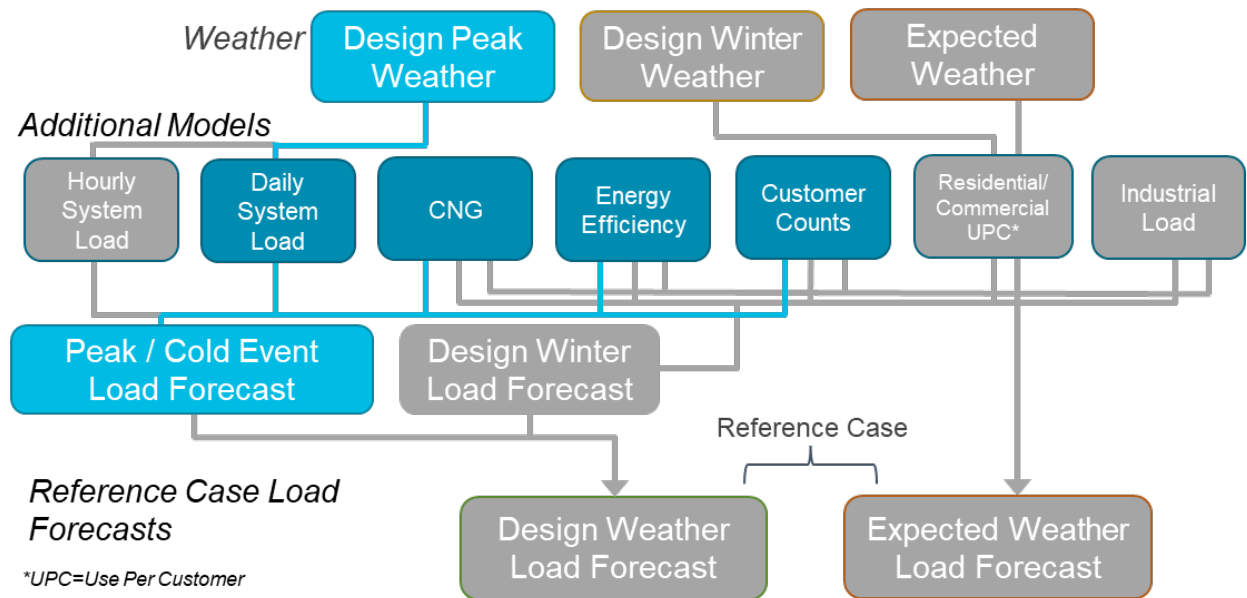 Weather
Design Peak
Weather
Design Winter
Weather
Expected
Weather
Additional Models
Hourly
System
Load
Daily
System
Load
CNG
Energy
Efficiency
Customer
Counts
Residential/
Commercial
UPC*
Industrial
Load
Peak / Cold Event
Load Forecast
Design Winter
Load Forecast
Reference Case
Reference Case Load
Forecasts
Design Weather
Load Forecast
Expected Weather
Load Forecast
*UPC=Use Per Customer